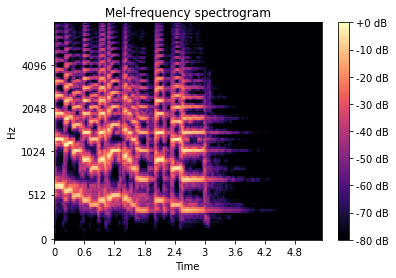 Mel-frequency spectrogram
+0 dB
-10 dB
-20 dB
-30 dB
-40 dB
-50 dB
-60 dB
-70 dB
-80 dB
4096
2048
1024
512
0
Hz
0 0.6 1.2 1.8 2.4 3 3.6 4.2 4.8
Time